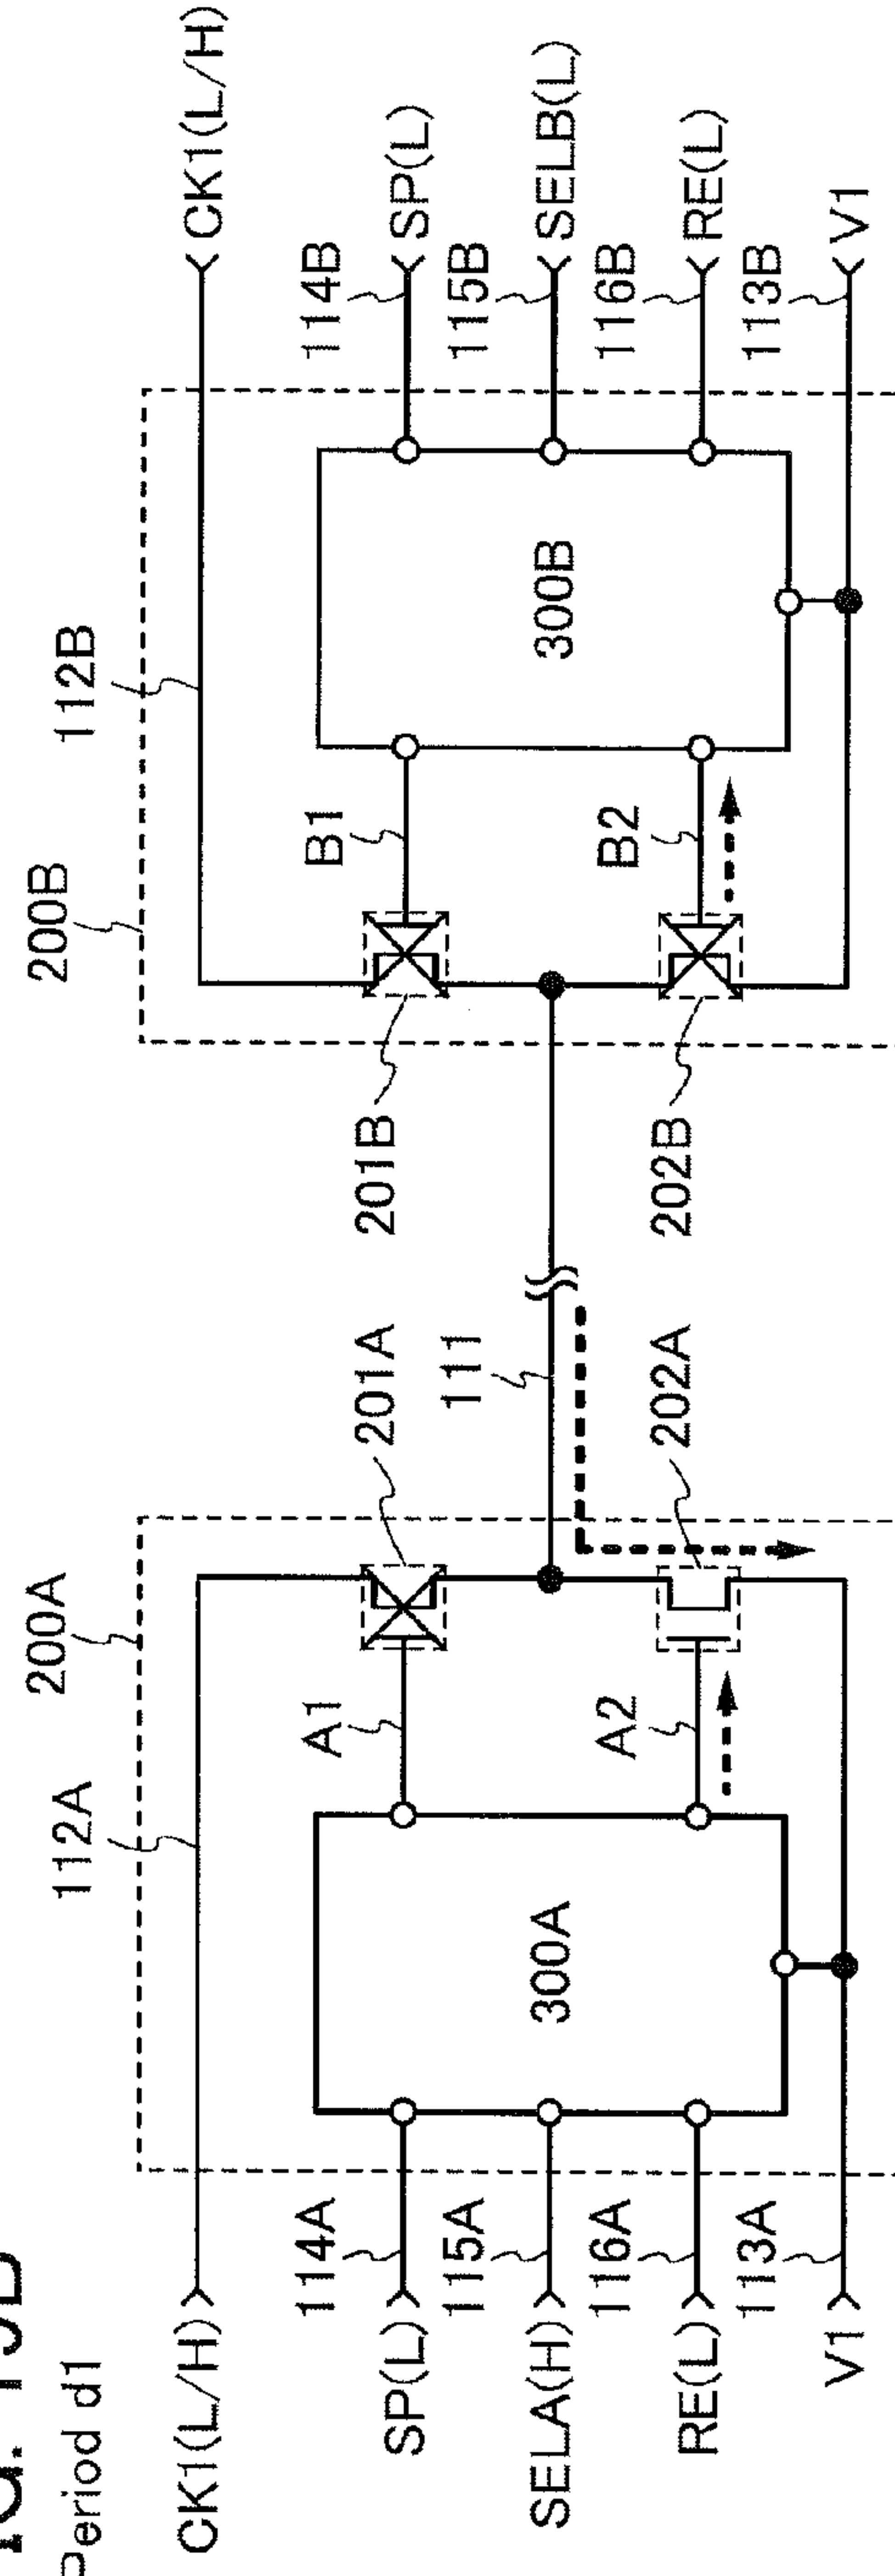 Period d1
200A
200B
112A
112B
CK1(L/H)
CK1(L/H)
114A
A1
201A
201B
B1
114B
SP(L)
SP(L)
115A
111
115B
SELA(H)
300A
300B
SELB(L)
116A
A2
202A
202B
B2
116B
RE(L)
RE(L)
113A
113B
V1
V1